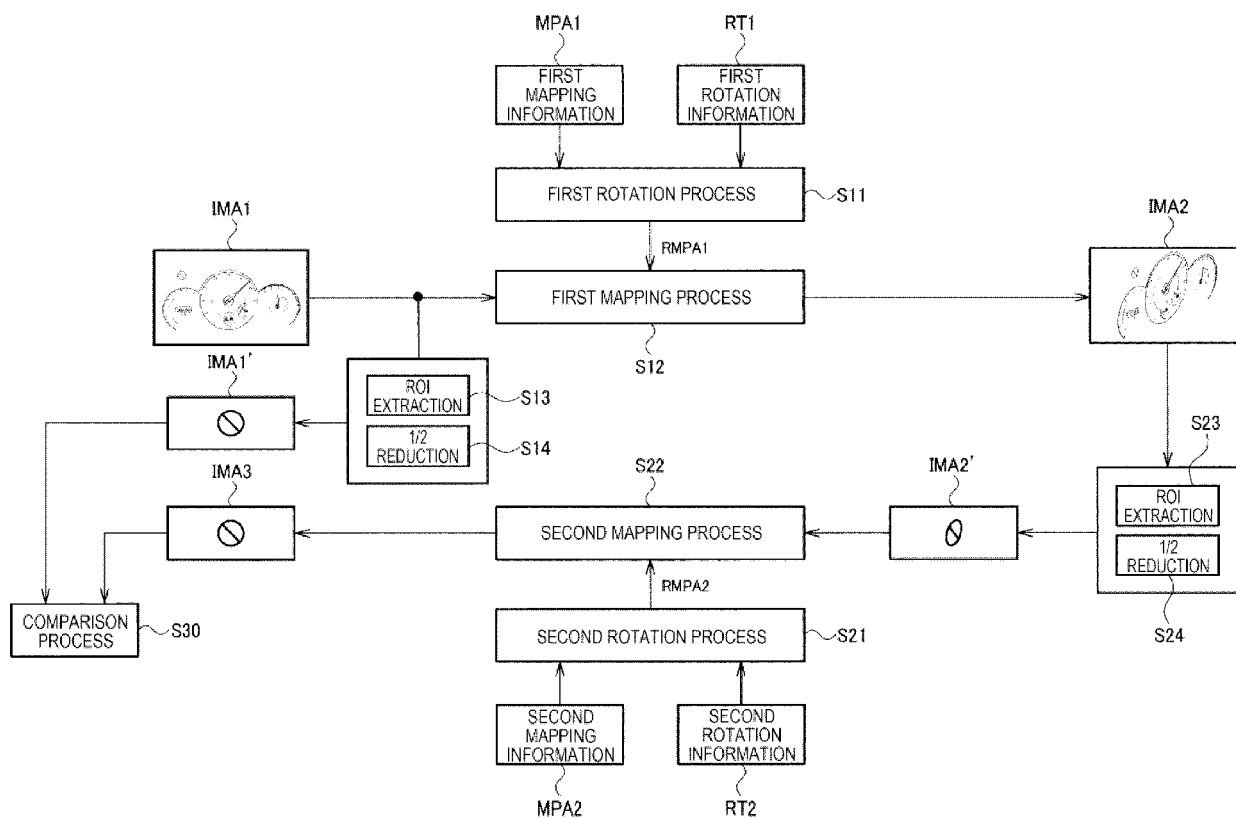 MPA1
RT1
FIRST
MAPPING
INFORMATION
FIRST
ROTATION
INFORMATION
FIRST ROTATION PROCESS
S11
IMA1
RMPA1
IMA2
FIRST MAPPING PROCESS
S12
IMA1'
ROI
EXTRACTION
S13
1/2
REDUCTION
S14
S23
IMA3
S22
IMA2'
ROI
EXTRACTION
SECOND MAPPING PROCESS
1/2
REDUCTION
RMPA2
S24
COMPARISON
PROCESS
S30
SECOND ROTATION PROCESS
S21
SECOND
MAPPING
INFORMATION
SECOND
ROTATION
INFORMATION
MPA2
RT2